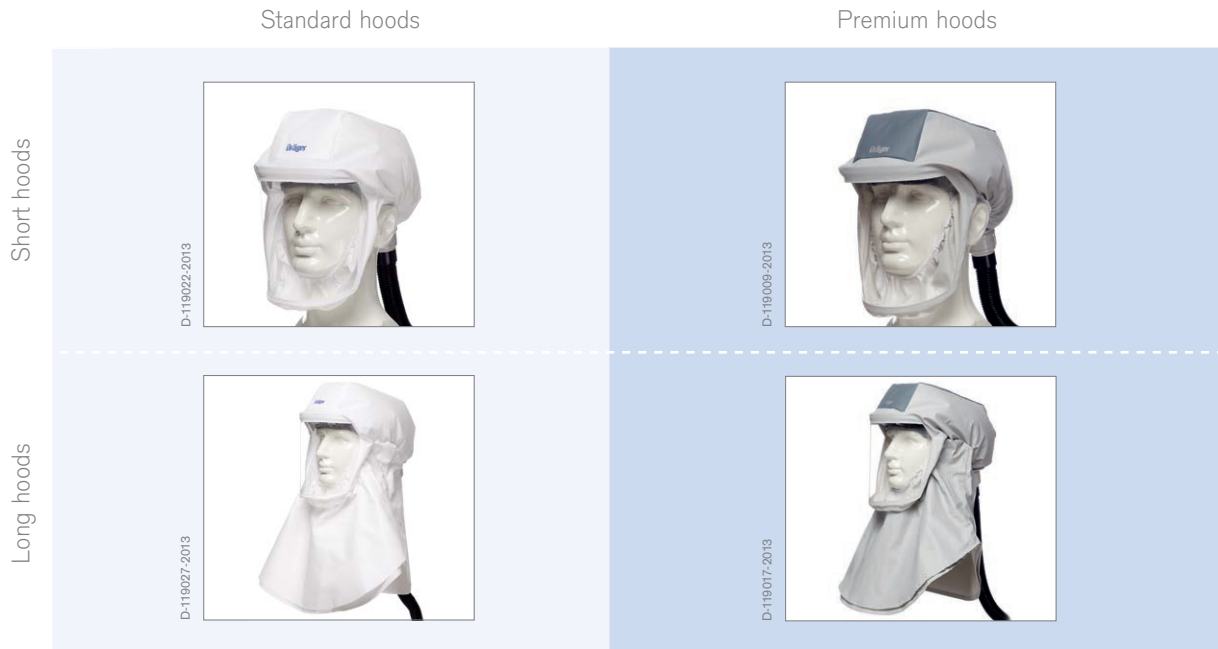 Standard hoods
Premium hoods
Short hoods
D-119022-2013
Dräger
D-119009-2013
Dräger
Long hoods
D-119027-2013
D-119017-2013